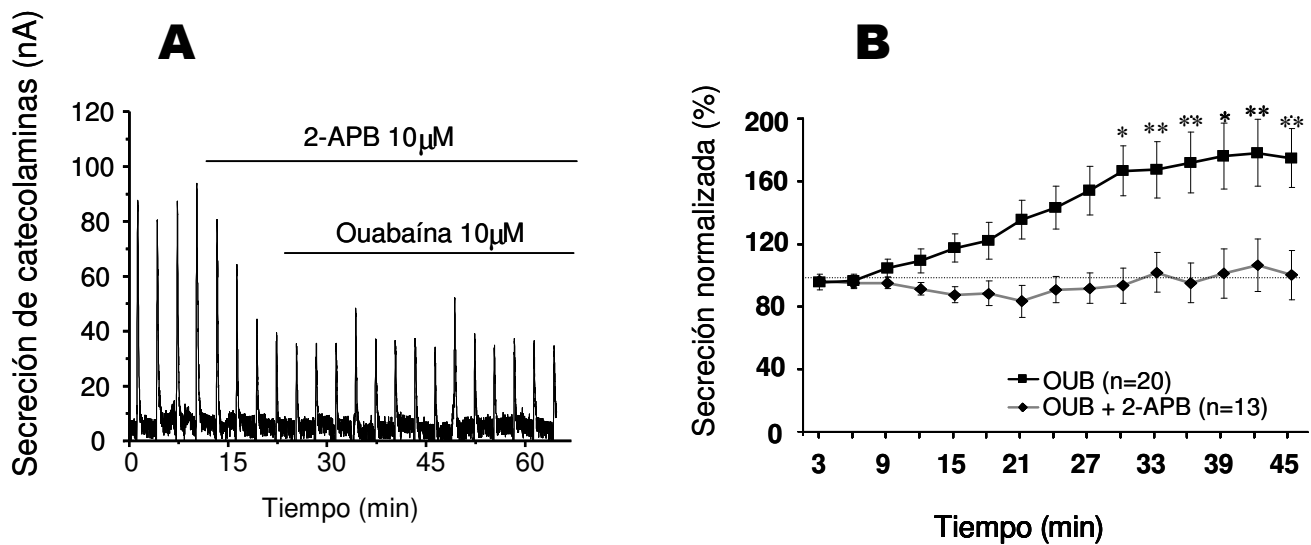 A
Secreción de catecolaminas (nA)
120
100
80
60
40
20
0
2-APB 10μM
Ouabaína 10μM
0 15 30 45 60
Tiempo (min)
B
Secreción normalizada (%)
200
160
120
80
40
0
* ** ** * ** **
OUB (n=20)
OUB + 2-APB (n=13)
3 9 15 21 27 33 39 45
Tiempo (min)